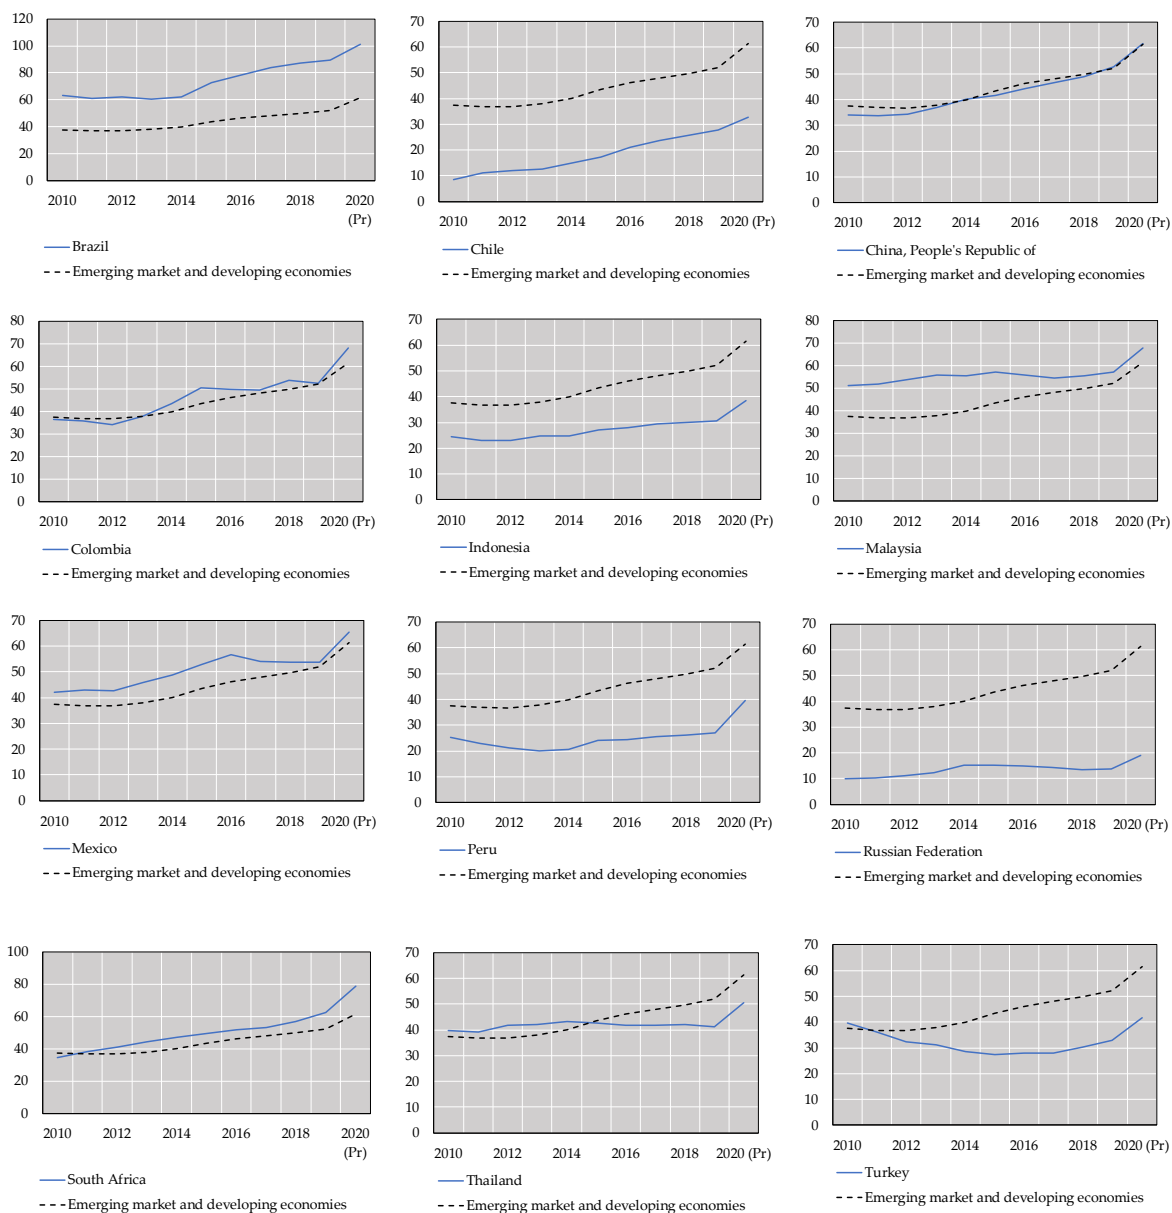 120
100
80
60
40
20
0
2010 2012 2014 2016 2018 2020
(Pr)
Brazil
Emerging market and developing economies
70
60
50
40
30
20
10
0
2010 2012 2014 2016 2018 2020 (Pr)
Chile
Emerging market and developing economies
70
60
50
40
30
20
10
0
2010 2012 2014 2016 2018 2020 (Pr)
China, People's Republic of
Emerging market and developing economies
80
70
60
50
40
30
20
10
0
2010 2012 2014 2016 2018 2020 (Pr)
Colombia
Emerging market and developing economies
70
60
50
40
30
20
10
0
2010 2012 2014 2016 2018 2020 (Pr)
Indonesia
Emerging market and developing economies
80
70
60
50
40
30
20
10
0
2010 2012 2014 2016 2018 2020 (Pr)
Malaysia
Emerging market and developing economies
70
60
50
40
30
20
10
0
2010 2012 2014 2016 2018 2020 (Pr)
Mexico
Emerging market and developing economies
70
60
50
40
30
20
10
0
2010 2012 2014 2016 2018 2020 (Pr)
Peru
Emerging market and developing economies
70
60
50
40
30
20
10
0
2010 2012 2014 2016 2018 2020 (Pr)
Russian Federation
Emerging market and developing economies
100
80
60
40
20
0
2010 2012 2014 2016 2018 2020
(Pr)
South Africa
Emerging market and developing economies
70
60
50
40
30
20
10
0
2010 2012 2014 2016 2018 2020 (Pr)
Thailand
Emerging market and developing economies
70
60
50
40
30
20
10
0
2010 2012 2014 2016 2018 2020 (Pr)
Turkey
Emerging market and developing economies